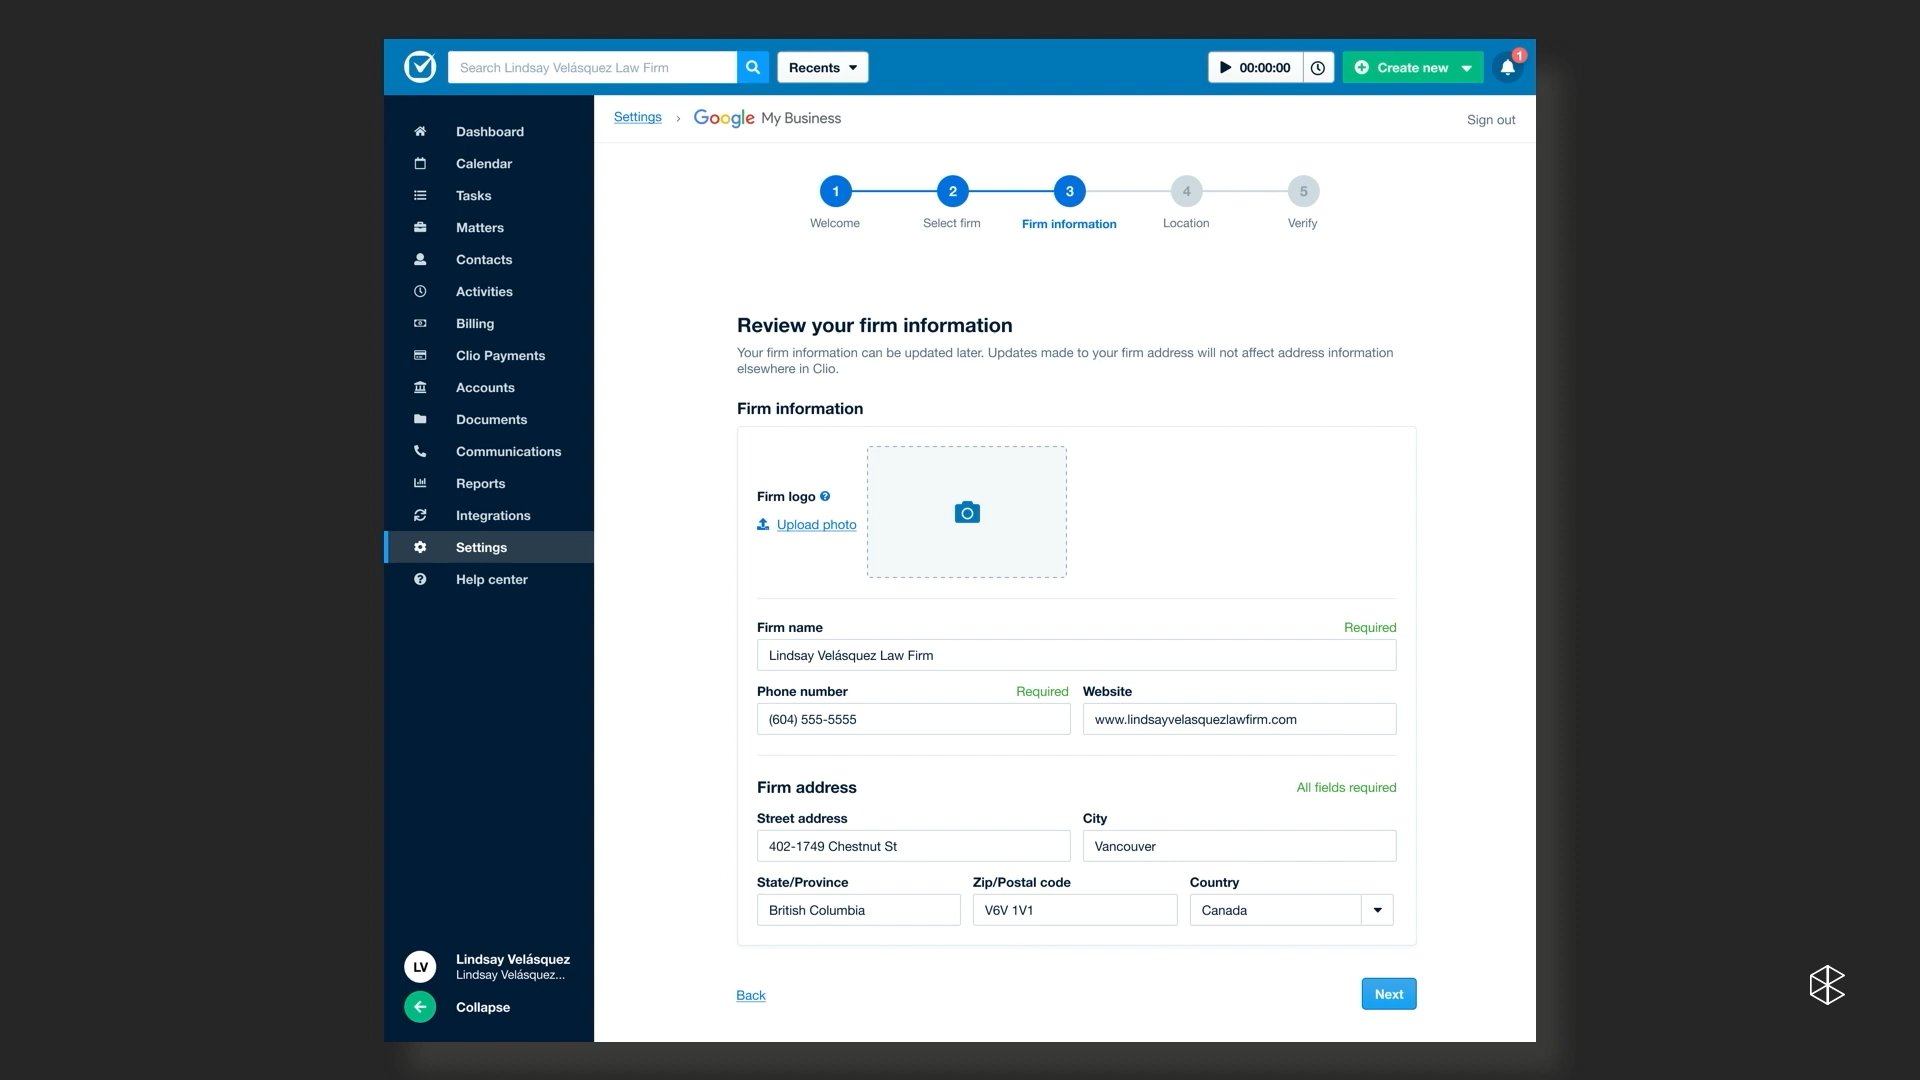 Search Lindsay Velásquez Law Firm
Recents
00:00:00
Create new
1
Dashboard
Calendar
Tasks
Matters
Contacts
Activities
Billing
Clio Payments
Accounts
Documents
Communications
Reports
Integrations
Settings
Help center
LV
Lindsay Velásquez
Lindsay Velásquez...
Collapse
Settings › Google My Business
Sign out
1 2 3 4 5
Welcome Select firm Firm information Location Verify
Review your firm information
Your firm information can be updated later. Updates made to your firm address will not affect address information
elsewhere in Clio.
Firm information
Firm logo ?
Upload photo
Firm name Required
Lindsay Velásquez Law Firm
Phone number Required Website
(604) 555-5555 www.lindsayvelasquezlawfirm.com
Firm address All fields required
Street address City
402-1749 Chestnut St Vancouver
State/Province Zip/Postal code Country
British Columbia V6V 1V1 Canada
Back Next